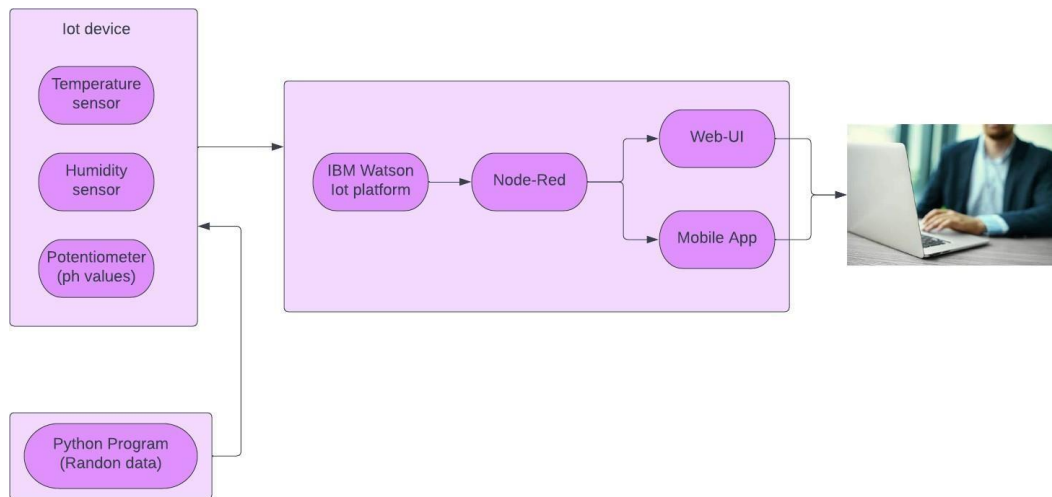 Iot device
Temperature
sensor
Humidity
sensor
Potentiometer
(ph values)
IBM Watson
Iot platform
Node-Red
Web-UI
Mobile App
Python Program
(Randon data)